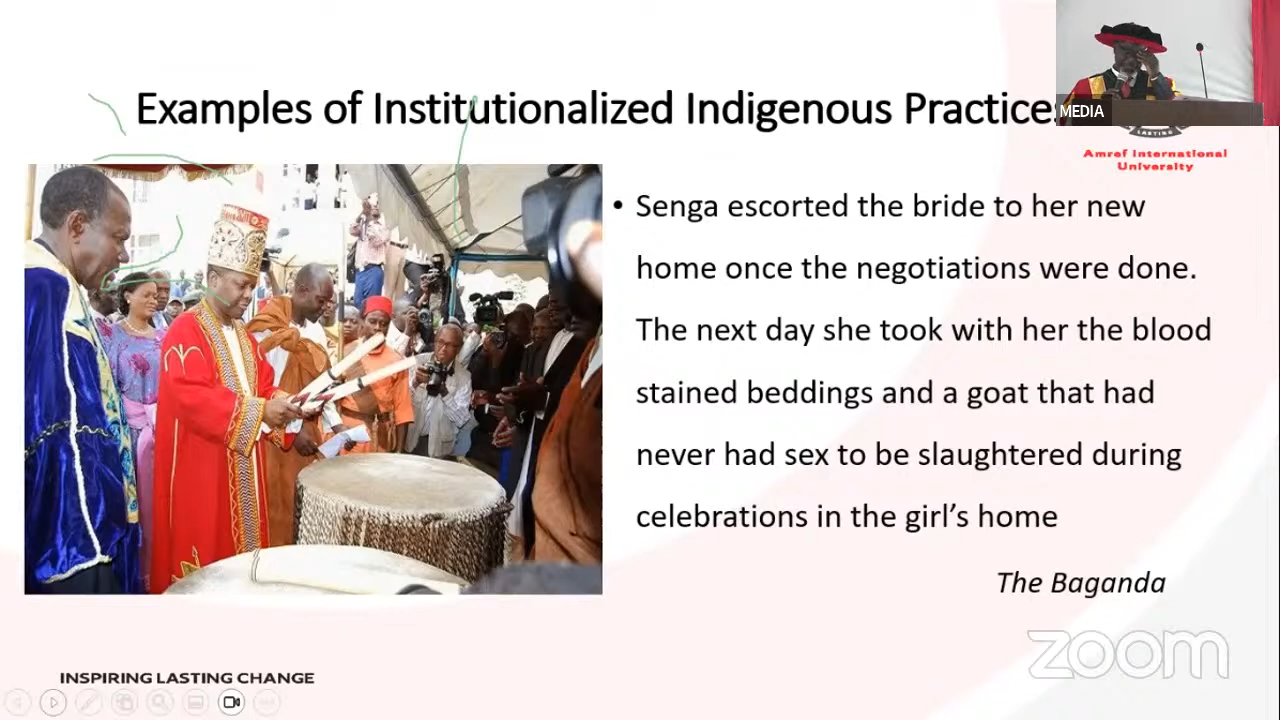 Examples of Institutionalized Indigenous Practices
MEDIA
LASTING
Amref International
University
• Senga escorted the bride to her new
home once the negotiations were done.
The next day she took with her the blood
stained beddings and a goat that had
never had sex to be slaughtered during
celebrations in the girl’s home
The Baganda
zoom
INSPIRING LASTING CHANGE